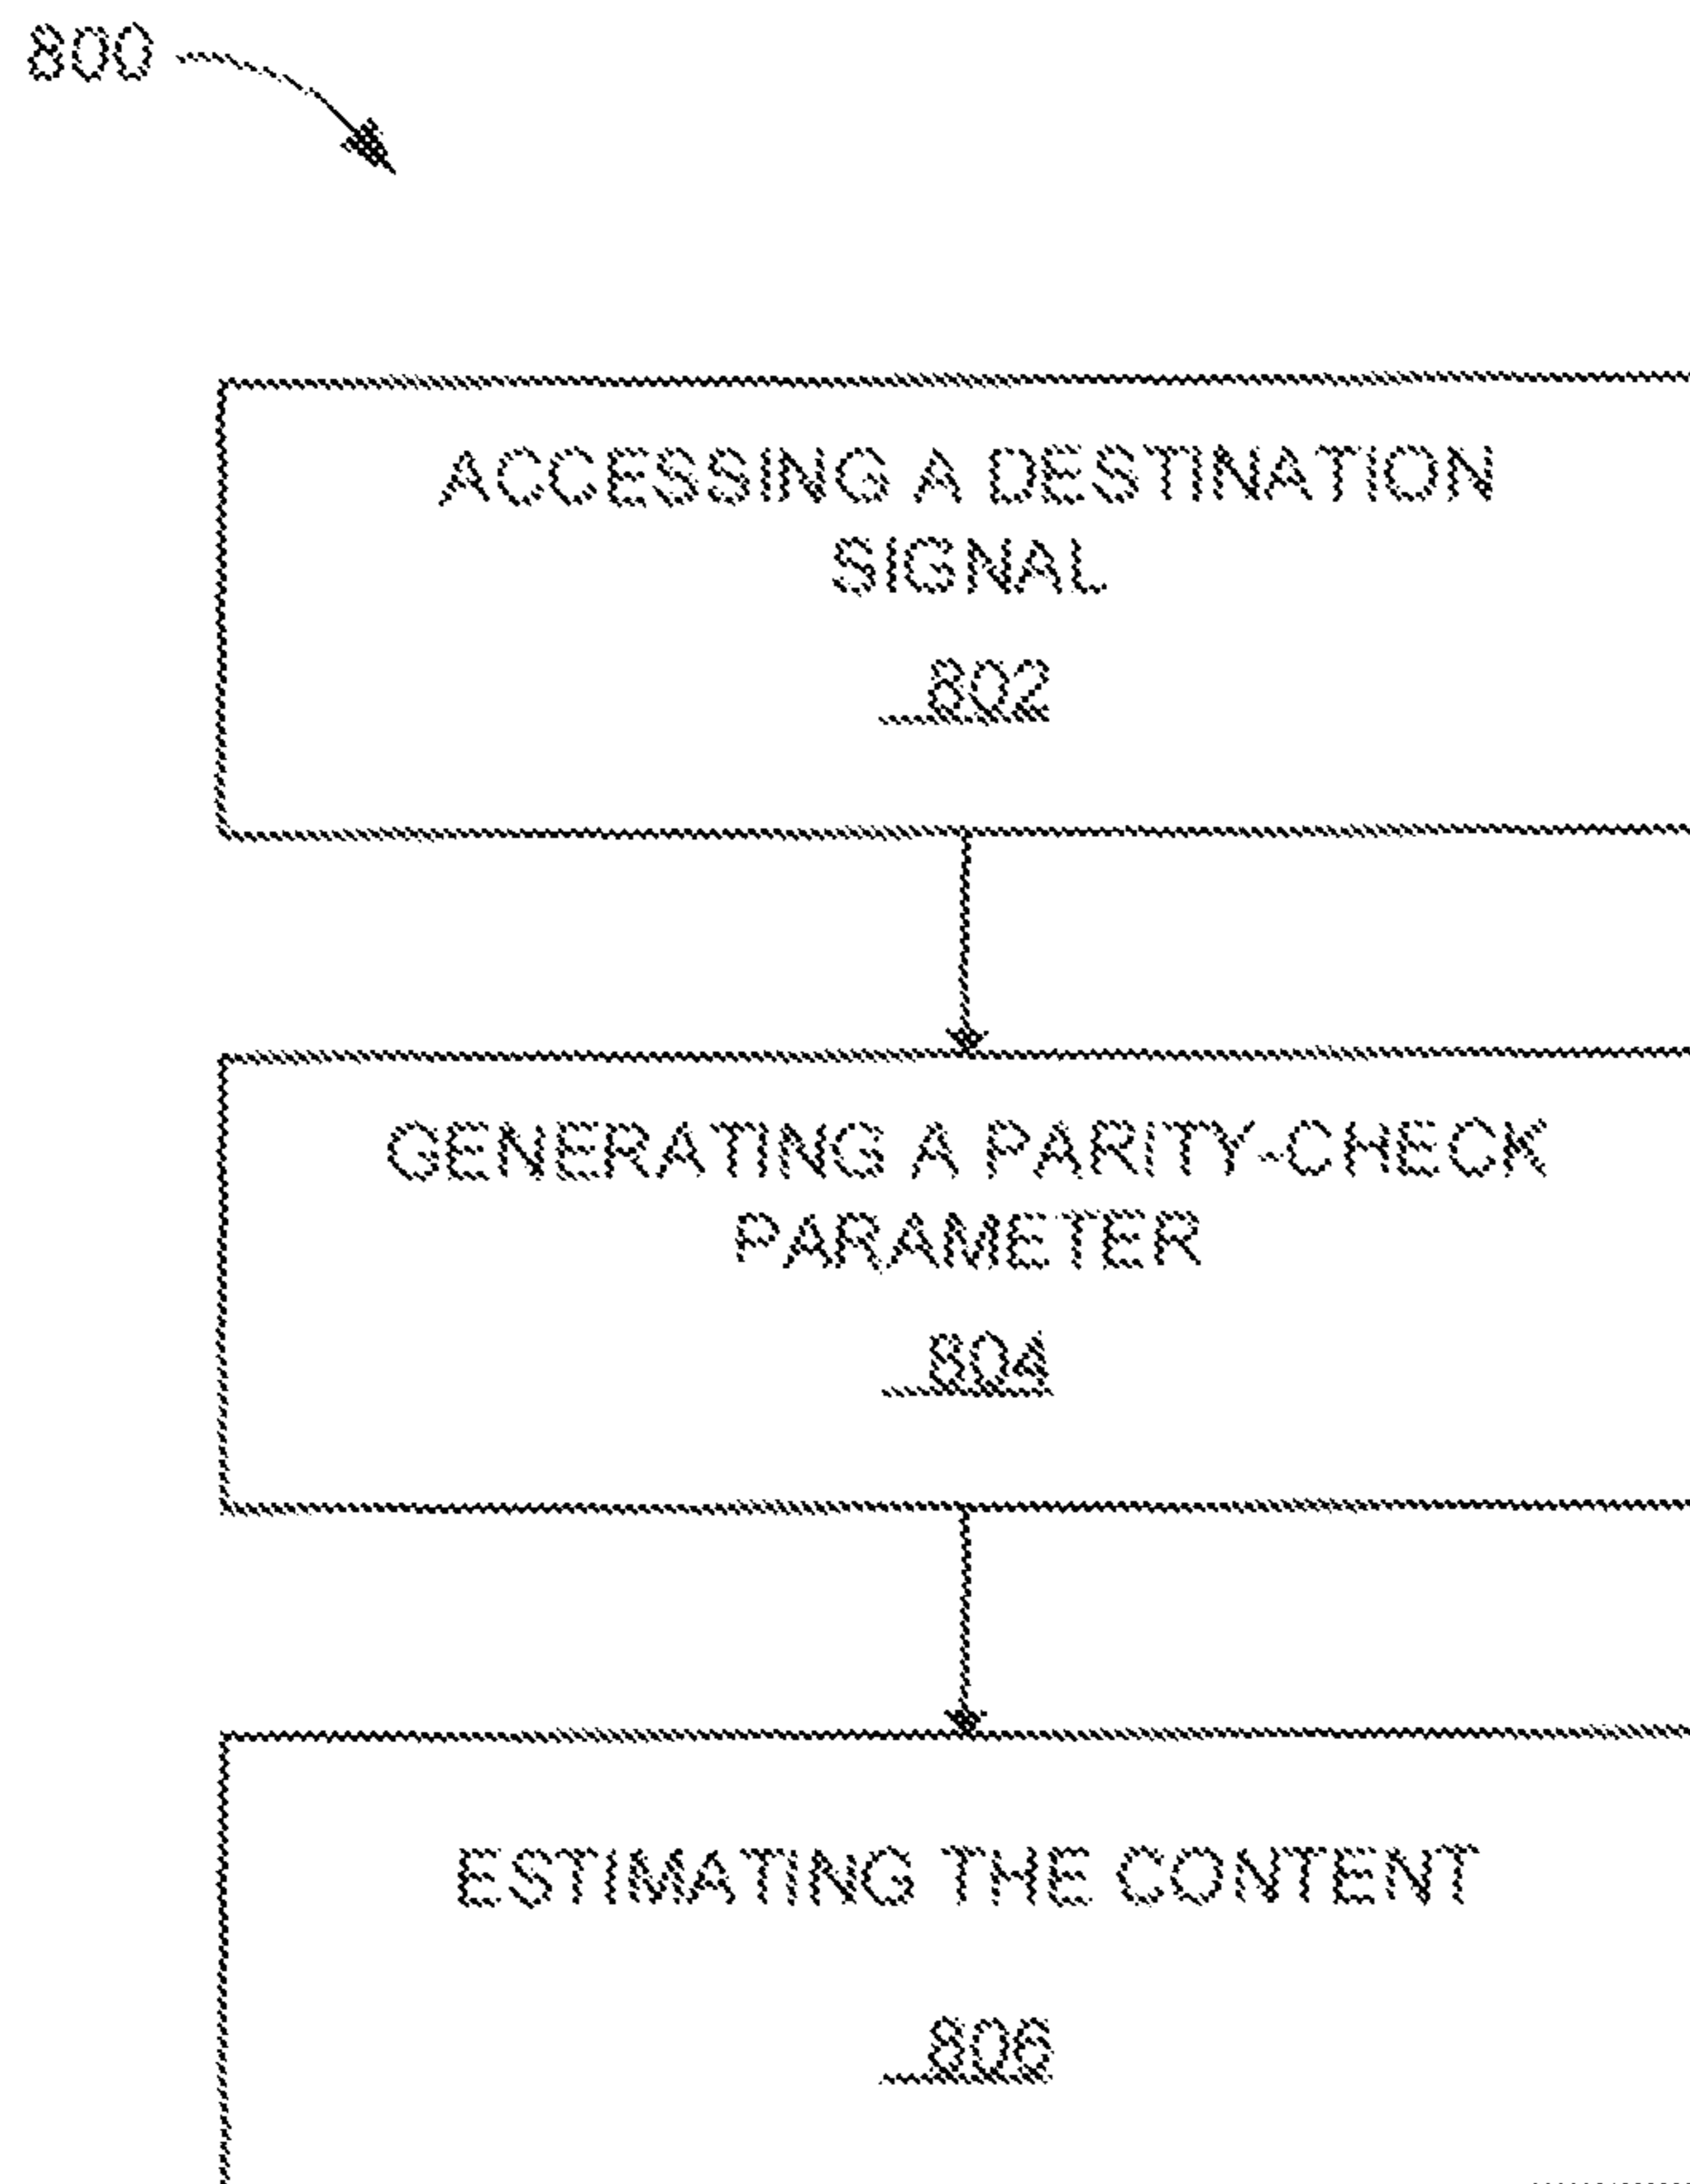 800
ACCESSING A DESTINATION
SIGNAL
802
GENERATING A PARITY-CHECK
PARAMETER
804
ESTIMATING THE CONTENT
806